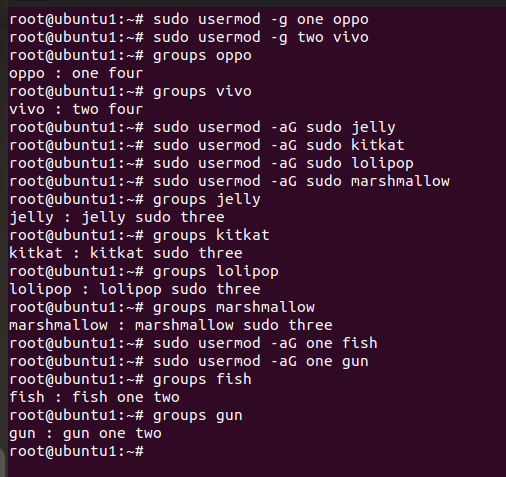 root@ubuntu1:~# sudo usermod -g one oppo
root@ubuntu1:~# sudo usermod -g two vivo
root@ubuntu1:~# groups oppo
oppo : one four
root@ubuntu1:~# groups vivo
vivo : two four
root@ubuntu1:~# sudo usermod -aG sudo jelly
root@ubuntu1:~# sudo usermod -aG sudo kitkat
root@ubuntu1:~# sudo usermod -aG sudo lolipop
root@ubuntu1:~# sudo usermod -aG sudo marshmallow
root@ubuntu1:~# groups jelly
jelly : jelly sudo three
root@ubuntu1:~# groups kitkat
kitkat : kitkat sudo three
root@ubuntu1:~# groups lolipop
lolipop : lolipop sudo three
root@ubuntu1:~# groups marshmallow
marshmallow : marshmallow sudo three
root@ubuntu1:~# sudo usermod -aG one fish
root@ubuntu1:~# sudo usermod -aG one gun
root@ubuntu1:~# groups fish
fish : fish one two
root@ubuntu1:~# groups gun
gun : gun one two
root@ubuntu1:~#